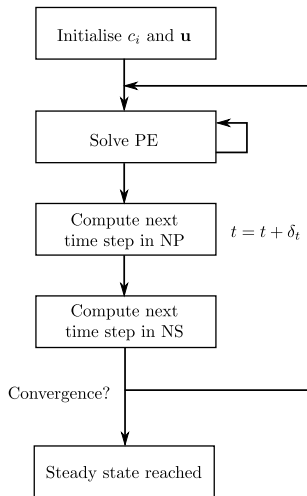 Initialise c_i and u
Solve PE
Compute next
time step in NP
t = t + δ_t
Compute next
time step in NS
Convergence?
Steady state reached